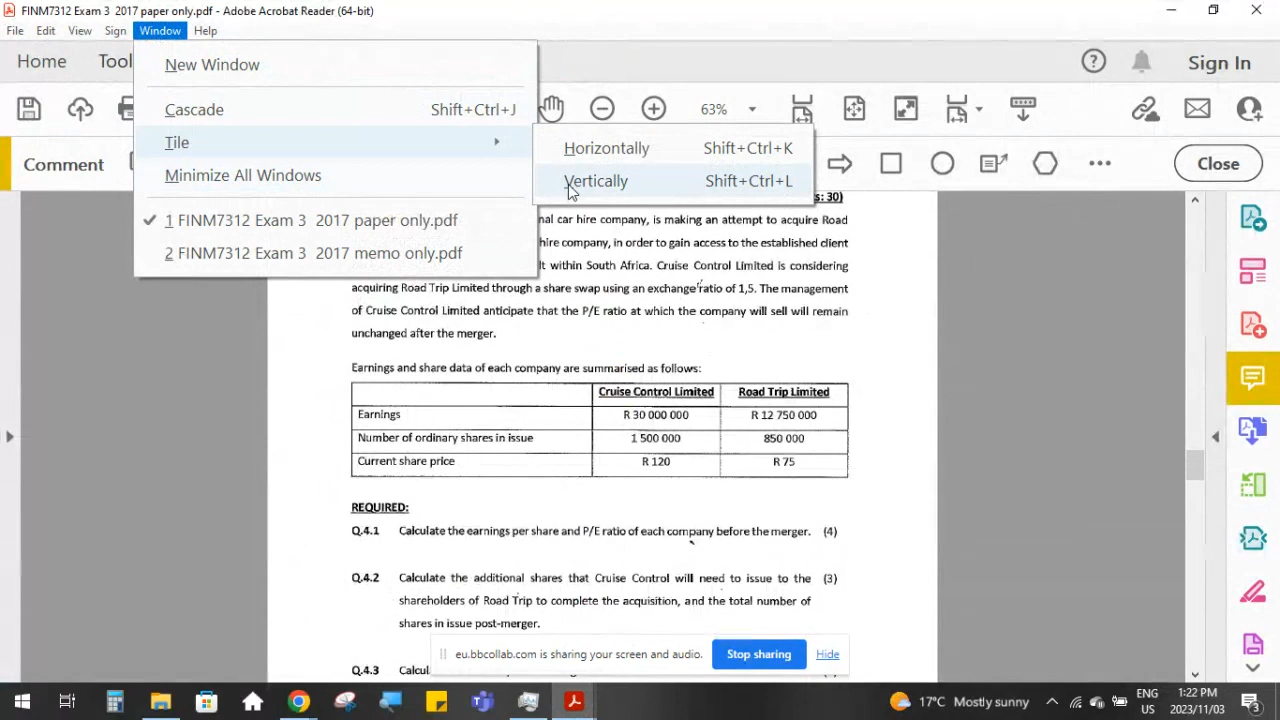 FINM7312 Exam 3  2017 paper only.pdf - Adobe Acrobat Reader (64-bit)
File Edit View Sign Window Help
Home Tool Sign In
New Window
Cascade Shift+Ctrl+J
63%
Tile
Horizontally Shift+Ctrl+K
Vertically Shift+Ctrl+L
Comment Close
Minimize All Windows
1 FINM7312 Exam 3  2017 paper only.pdf
2 FINM7312 Exam 3  2017 memo only.pdf
: 30)
nal car hire company, is making an attempt to acquire Road
hire company, in order to gain access to the established client
t within South Africa. Cruise Control Limited is considering
acquiring Road Trip Limited through a share swap using an exchange ratio of 1,5. The management
of Cruise Control Limited anticipate that the P/E ratio at which the company will sell will remain
unchanged after the merger.
Earnings and share data of each company are summarised as follows:
Cruise Control Limited Road Trip Limited
Earnings R 30 000 000 R 12 750 000
Number of ordinary shares in issue 1 500 000 850 000
Current share price R 120 R 75
REQUIRED:
Q.4.1 Calculate the earnings per share and P/E ratio of each company before the merger. (4)
Q.4.2 Calculate the additional shares that Cruise Control will need to issue to the (3)
shareholders of Road Trip to complete the acquisition, and the total number of
shares in issue post-merger.
eu.bbcollab.com is sharing your screen and audio. Stop sharing Hide
Q.4.3 Calcul
17°C Mostly sunny
ENG
US
1:22 PM
2023/11/03
3